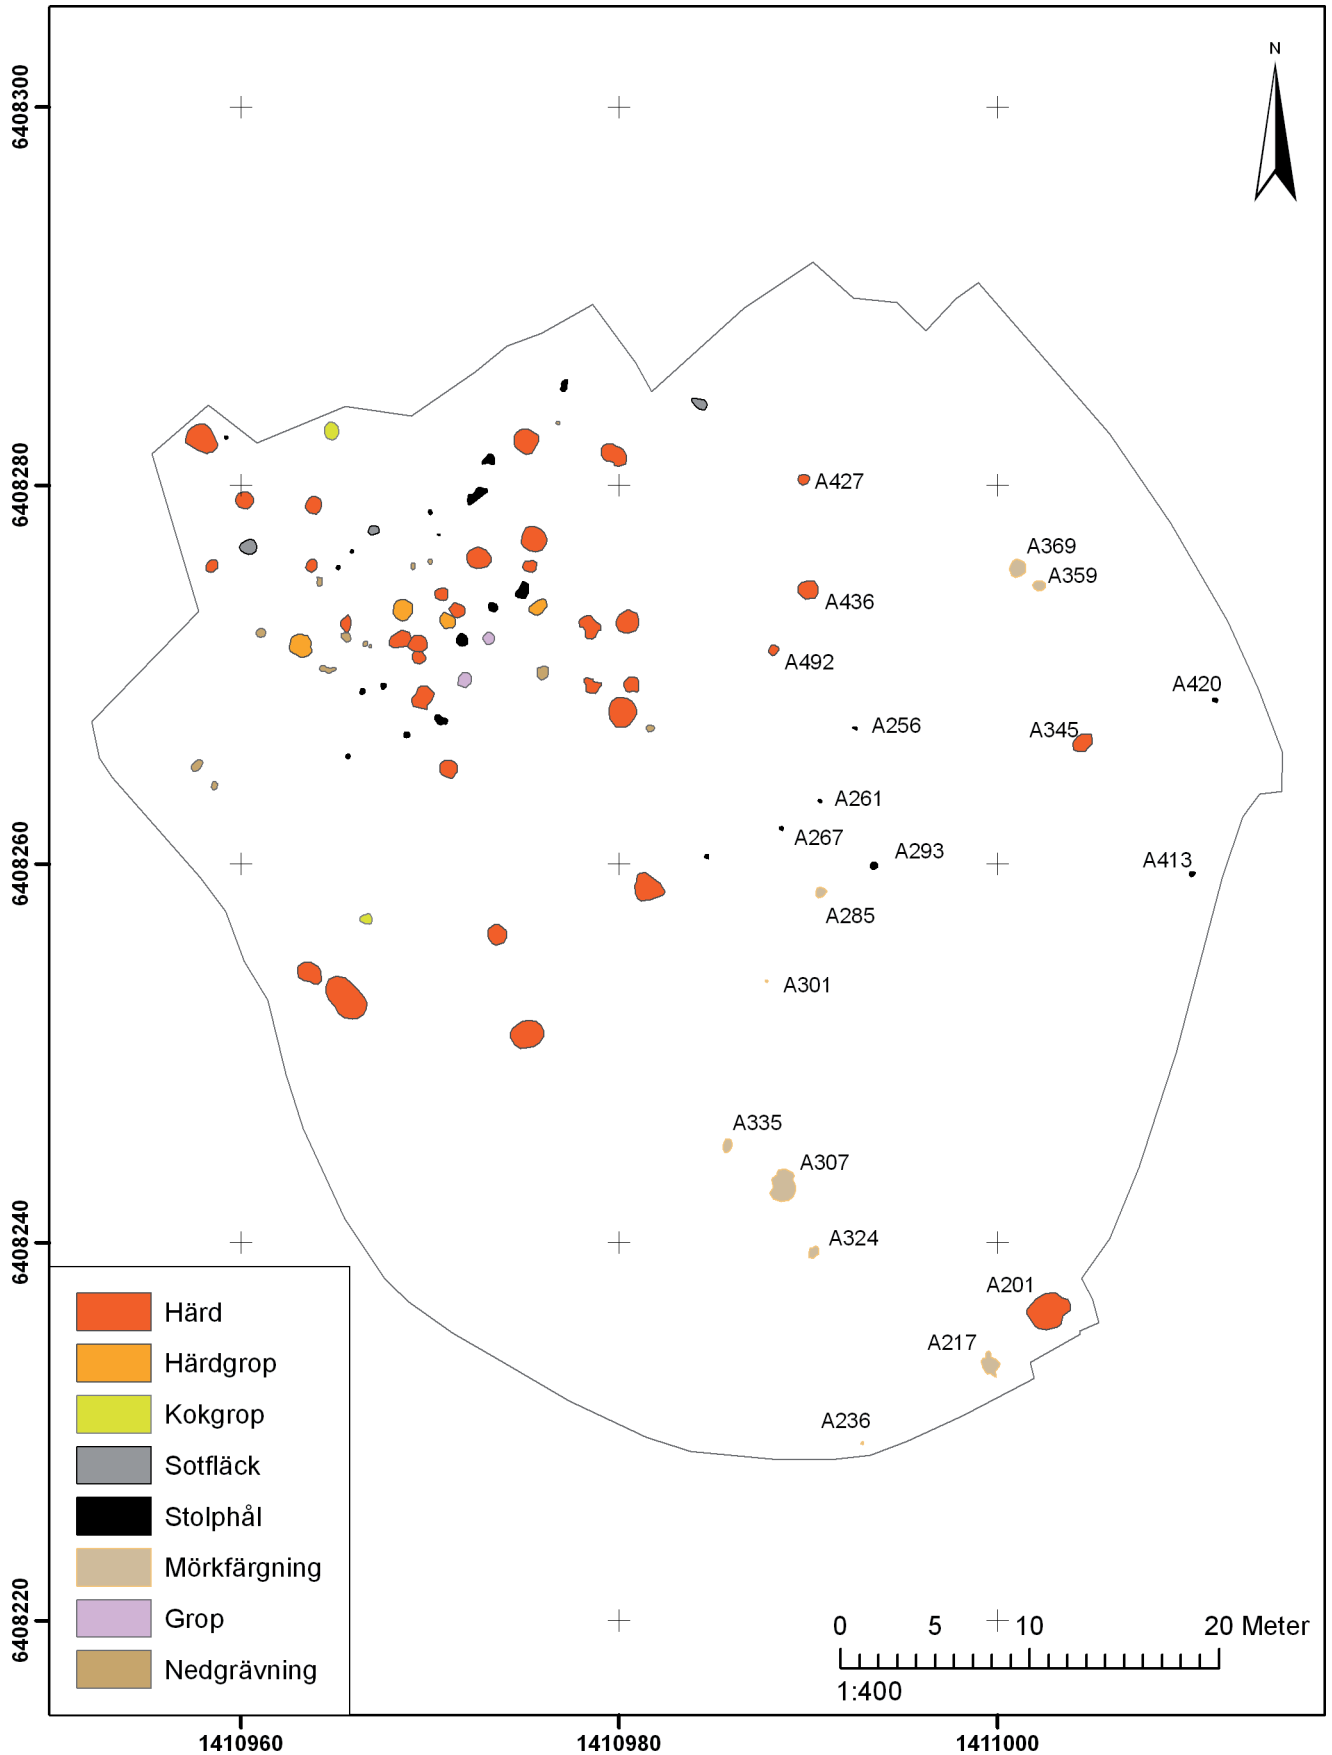 N
6408300
6408280
6408260
6408240
6408220
A427
A369
A359
A436
A492
A420
A256
A345
A261
A267
A293
A413
A285
A301
A335
A307
A324
A201
A217
A236
Härd
Härdgrop
Kokgrop
Sotfläck
Stolphål
Mörkfärgning
Grop
Nedgrävning
0 5 10 20 Meter
1:400
1410960 1410980 1411000